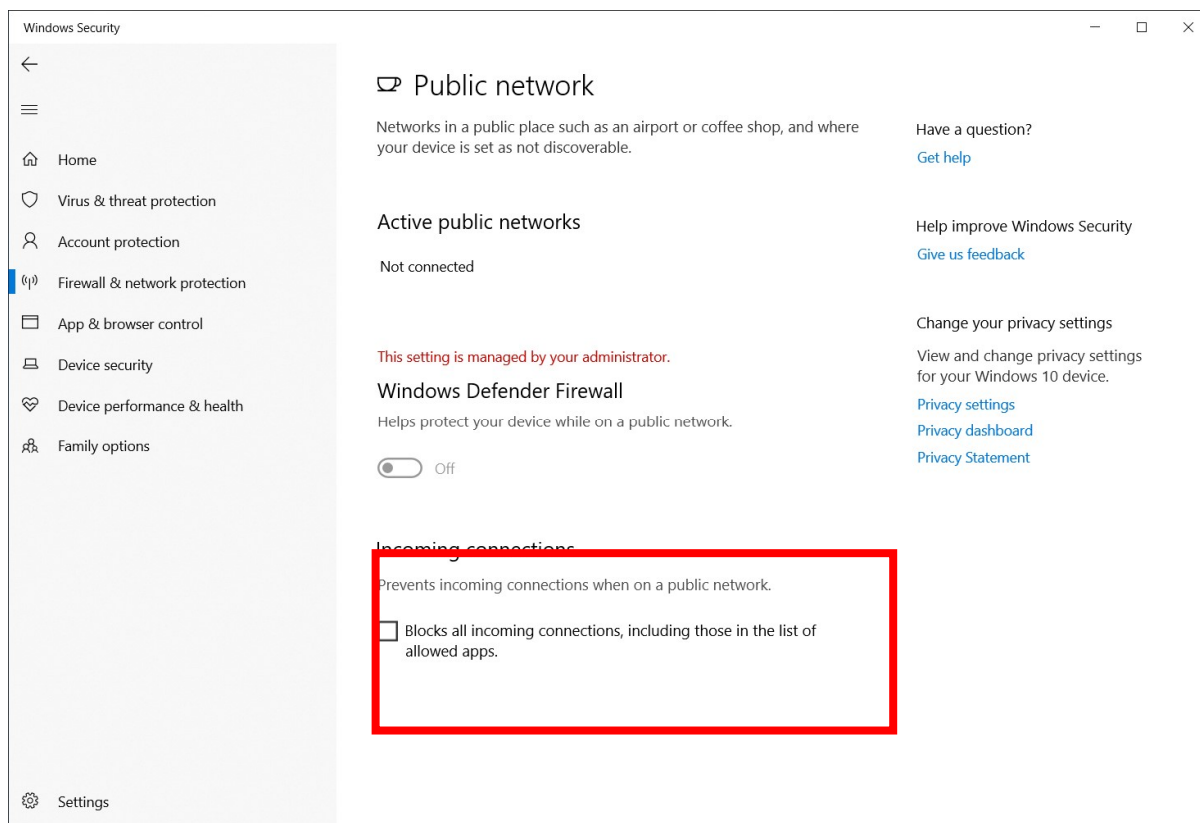 Windows Security
Home
Virus & threat protection
Account protection
Firewall & network protection
App & browser control
Device security
Device performance & health
Family options
Settings
Public network
Networks in a public place such as an airport or coffee shop, and where
your device is set as not discoverable.
Active public networks
Not connected
This setting is managed by your administrator.
Windows Defender Firewall
Helps protect your device while on a public network.
Off
Incoming connections
Prevents incoming connections when on a public network.
Blocks all incoming connections, including those in the list of
allowed apps.
Have a question?
Get help
Help improve Windows Security
Give us feedback
Change your privacy settings
View and change privacy settings
for your Windows 10 device.
Privacy settings
Privacy dashboard
Privacy Statement